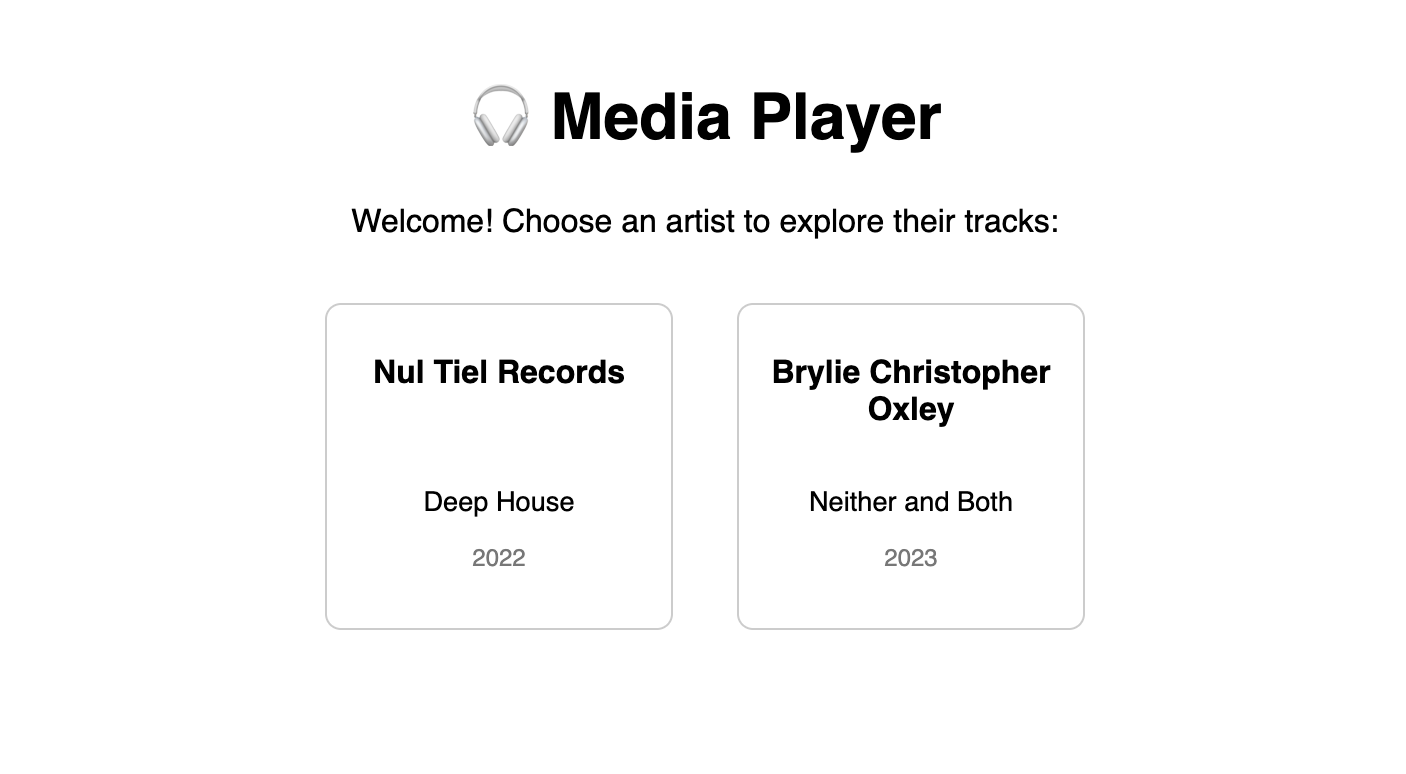 Media Player
Welcome! Choose an artist to explore their tracks:
Nul Tiel Records
Deep House
2022
Brylie Christopher
Oxley
Neither and Both
2023